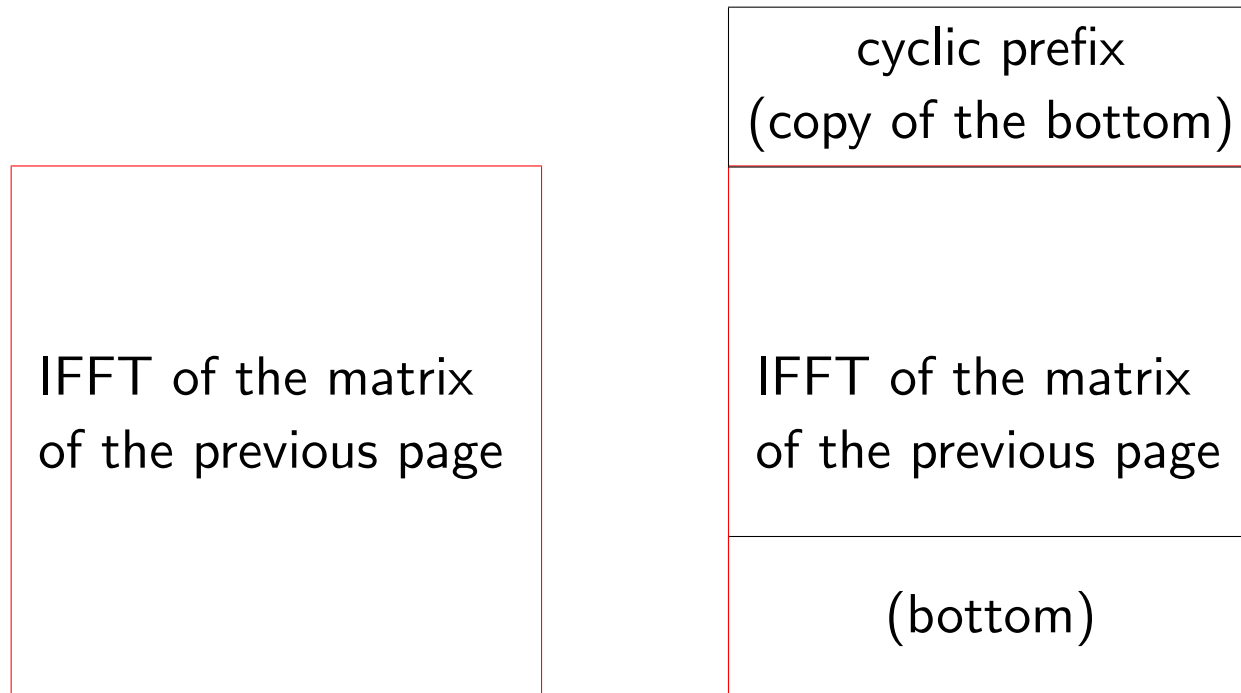 cyclic prefix
(copy of the bottom)
IFFT of the matrix
of the previous page
IFFT of the matrix
of the previous page
(bottom)